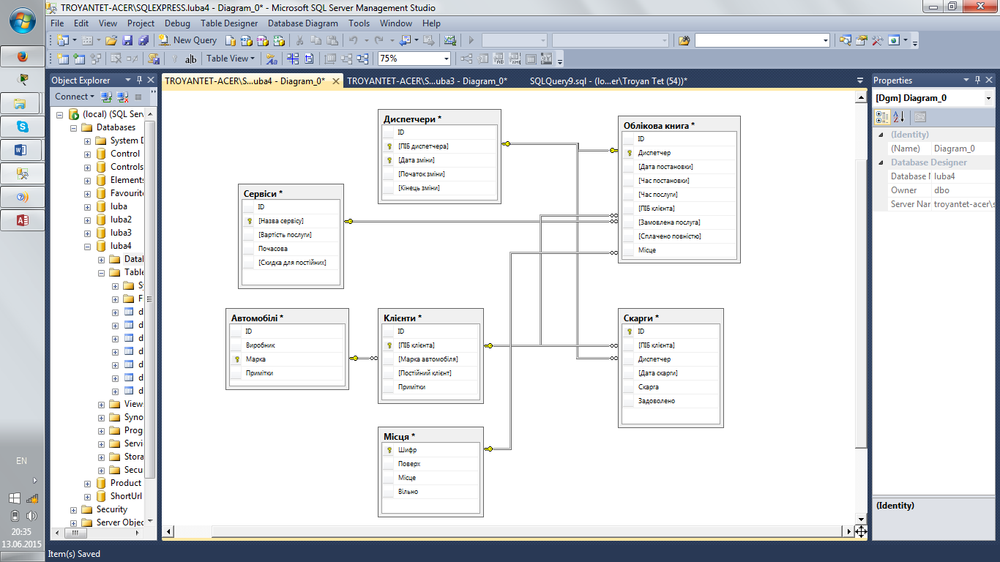 TROYANTET-ACER\SQLEXPRESS.luba4 - Diagram_0* - Microsoft SQL Server Management Studio
File Edit View Project Debug Table Designer Database Diagram Tools Window Help
New Query
Table View
75%
Object Explorer
Connect
(local) (SQL Serv
Databases
System D
Control
Controls
Element
Favourit
luba
luba2
luba3
luba4
Datal
Table
S
F
d
d
d
d
d
d
d
View
Syno
Prog
Servi
Stora
Secu
Product
ShortUrl
Security
Server Objec
TROYANTET-ACER\S...uba4 - Diagram_0*
TROYANTET-ACER\S...uba3 - Diagram_0*
SQLQuery9.sql - (lo...er\Troyan Tet (54))*
Диспетчери *
ID
[ПІБ диспетчера]
[Дата зміни]
[Початок зміни]
[Кінець зміни]
Облікова книга *
ID
Диспетчер
[Дата постановки]
[Час постановки]
[Час послуги]
[ПІБ клієнта]
[Замовлена послуга]
[Сплачено повністю]
Місце
Сервіси *
ID
[Назва сервісу]
[Вартість послуги]
Почасова
[Скидка для постійних]
Автомобілі *
ID
Виробник
Марка
Примітки
Клієнти *
ID
[ПІБ клієнта]
[Марка автомобіля]
[Постійний клієнт]
Примітки
Скарги *
ID
[ПІБ клієнта]
Диспетчер
[Дата скарги]
Скарга
Задоволено
Місця *
Шифр
Поверх
Місце
Вільно
Properties
[Dgm] Diagram_0
(Identity)
(Name) Diagram_0
Database Designer
Database N luba4
Owner dbo
Server Nar troyantet-acer\s
(Identity)
EN
20:35
13.06.2015
Item(s) Saved